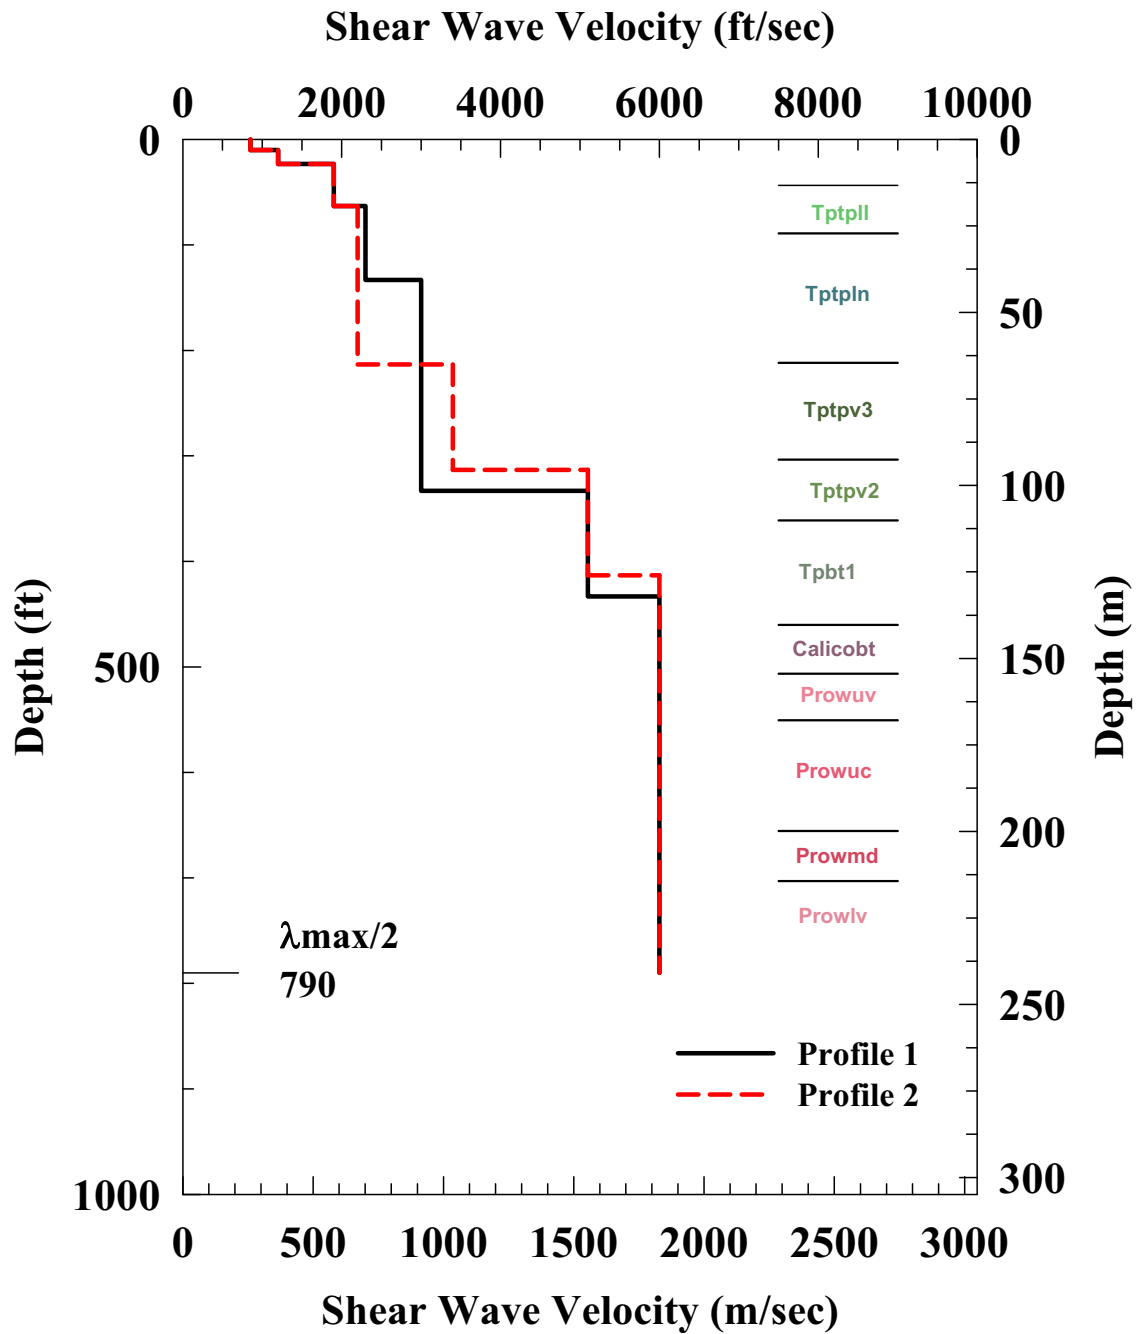 Shear Wave Velocity (ft/sec)
0 2000 4000 6000 8000 10000
0 0
Tptpll
Tptpln
50
Tptpv3
Tptpv2
100
Tpbt1
Depth (ft) Depth (m)
Calicobt
500 150
Prowuv
Prowuc
200
Prowmd
Prowlv
λmax/2
790
250
Profile 1
Profile 2
1000 300
0 500 1000 1500 2000 2500 3000
Shear Wave Velocity (m/sec)